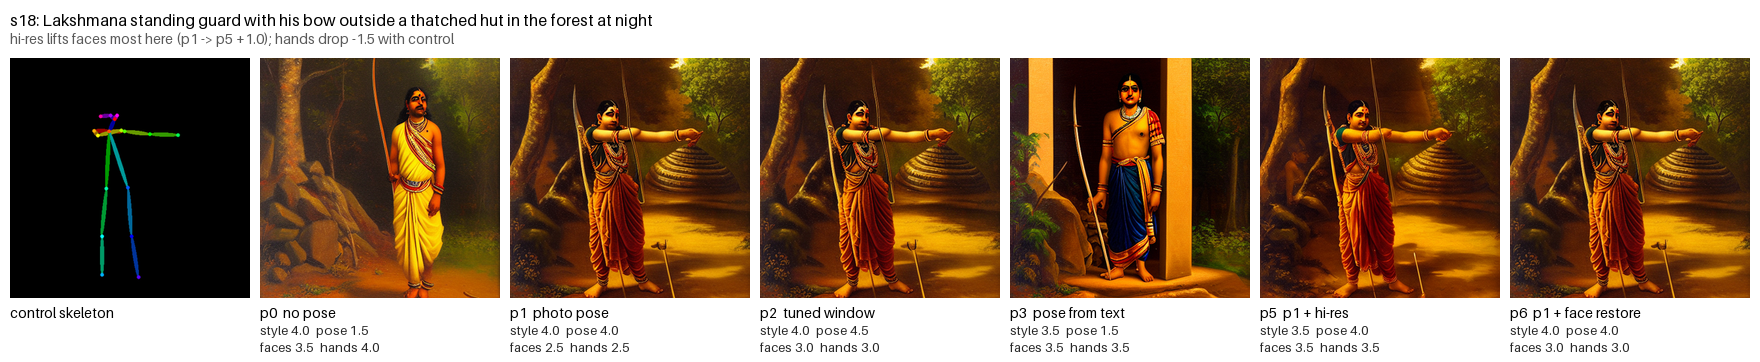 s18: Lakshmana standing guard with his bow outside a thatched hut in the forest at night
hi-res lifts faces most here (p1 -> p5 +1.0); hands drop -1.5 with control
control skeleton
p0 no pose
style 4.0 pose 1.5
faces 3.5 hands 4.0
p1 photo pose
style 4.0 pose 4.0
faces 2.5 hands 2.5
p2 tuned window
style 4.0 pose 4.5
faces 3.0 hands 3.0
p3 pose from text
style 3.5 pose 1.5
faces 3.5 hands 3.5
p5 p1 + hi-res
style 3.5 pose 4.0
faces 3.5 hands 3.5
p6 p1 + face restore
style 4.0 pose 4.0
faces 3.0 hands 3.0